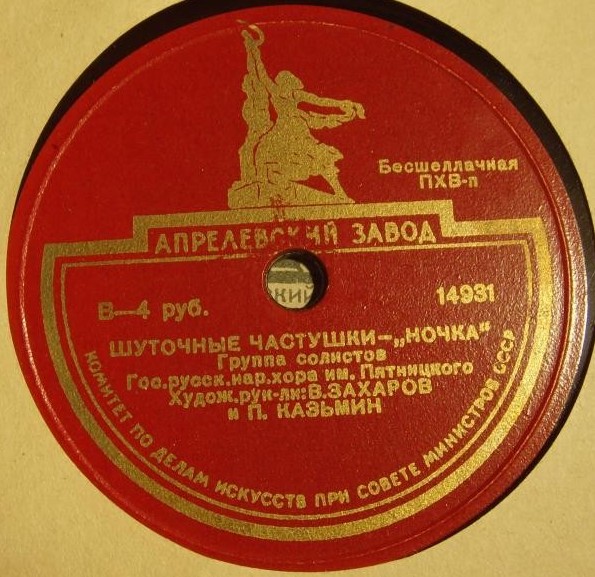 Бесшеллачная
ПХВ-п
АПРЕЛЕВСКИЙ ЗАВОД
КИЙ
В—4 руб.
14931
ШУТОЧНЫЕ ЧАСТУШКИ—„НОЧКА"
Группа солистов
Гос.русск.нар.хора им. Пятницкого
Худож.рук-ли:В.ЗАХАРОВ
и П. КАЗЬМИН
КОМИТЕТ ПО ДЕЛАМ ИСКУССТВ ПРИ СОВЕТЕ МИНИСТРОВ СССР